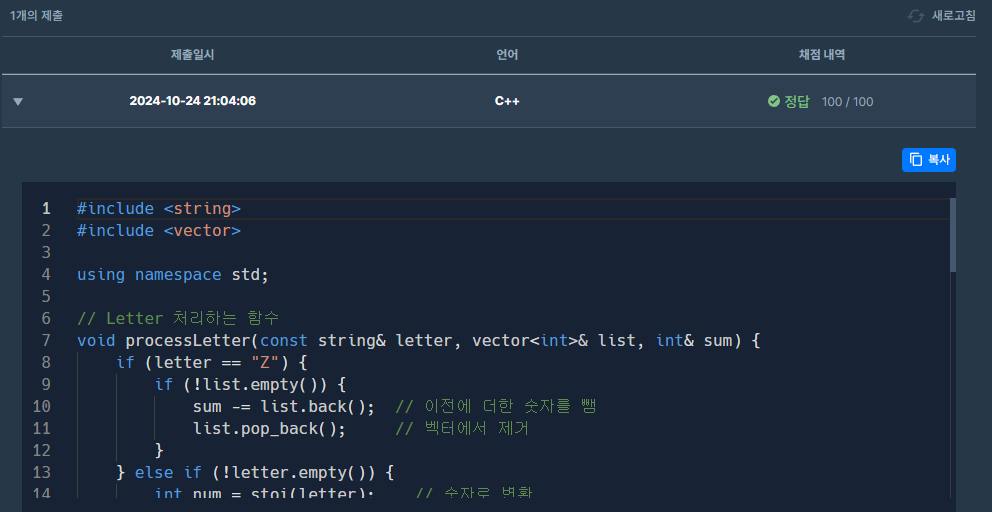 1개의 제출
새로고침
제출일시 언어 채점 내역
2024-10-24 21:04:06 C++ 정답 100 / 100
복사
1 #include <string>
2 #include <vector>
3
4 using namespace std;
5
6 // Letter 처리하는 함수
7 void processLetter(const string& letter, vector<int>& list, int& sum) {
8 if (letter == "Z") {
9 if (!list.empty()) {
10 sum -= list.back(); // 이전에 더한 숫자를 뺌
11 list.pop_back(); // 벡터에서 제거
12 }
13 } else if (!letter.empty()) {
14 int num = stoi(letter); // 숫자로 변환